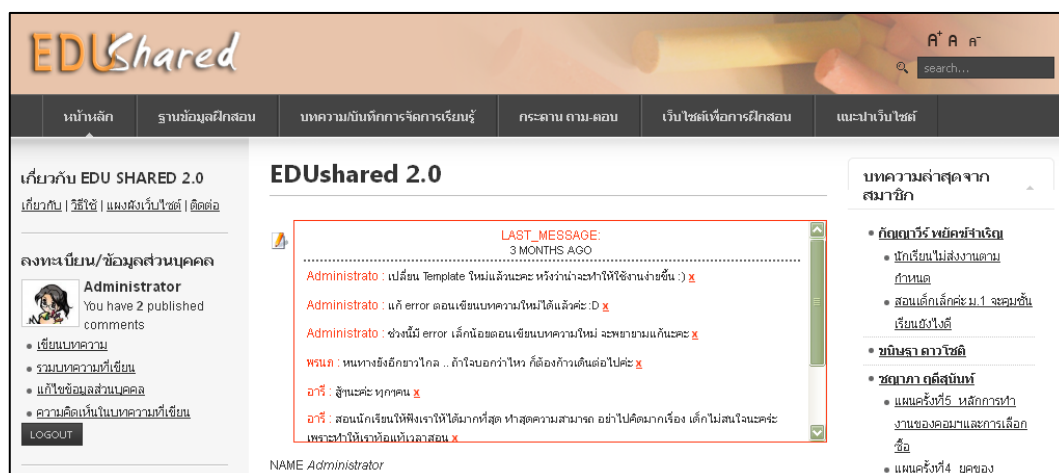 EDUShared
A+ A A-
search...
หน้าหลัก
ฐานข้อมูลฝึกสอน
บทความ/บันทึกการจัดการเรียนรู้
กระดาน ถาม-ตอบ
เว็บไซต์เพื่อการฝึกสอน
แนะนำเว็บไซต์
เกี่ยวกับ EDU SHARED 2.0
เกี่ยวกับ | วิธีใช้ | แผงผังเว็บไซต์ | ติดต่อ
ลงทะเบียน/ข้อมูลส่วนบุคคล
Administrator
You have 2 published
comments
เขียนบทความ
รวมบทความที่เขียน
แก้ไขข้อมูลส่วนบุคคล
ความคิดเห็นในบทความที่เขียน
LOGOUT
EDUshared 2.0
LAST_MESSAGE:
3 MONTHS AGO
Administrato : เปลี่ยน Template ใหม่แล้วนะคะ หวังว่าน่าจะทำให้ใช้งานง่ายขึ้น :) x
Administrato : แก้ error ตอนเขียนบทความใหม่ได้แล้วค่ะ :D x
Administrato : ช่วงนี้มี error เล็กน้อยตอนเขียนบทความใหม่ จะพยายามแก้นะคะ x
พรนภ : หนทางยังอีกยาวไกล .. ถ้าใจบอกว่าไหว ก็ต้องก้าวเดินต่อไปค่ะ x
อารี : สู้ๆนะค่ะ ทุกๆคน x
อารี : สอนนักเรียนให้ฟังเราให้ได้มากที่สุด ทำสุดความสามารถ อย่าไปคิดมากเรื่อง เด็กไม่สนใจนะคร่ะ
เพราะทำให้เราท้อแท้เวลาสอน x
NAME Administrator
บทความล่าสุดจาก
สมาชิก
กัญญาวีร์ พยัคฆ์จำเริญ
นักเรียนไม่ส่งงานตาม
กำหนด
สอนเด็กเล็กค่ะ ม.1 จะคุมชั้น
เรียนยังไงดี
ขนิษฐา ดาวโชติ
ชญาภา ฤดีสุนันท์
แผนครั้งที่5 หลักการทำ
งานของคอมฯและการเลือก
ซื้อ
แผนครั้งที่4 ยุคของ